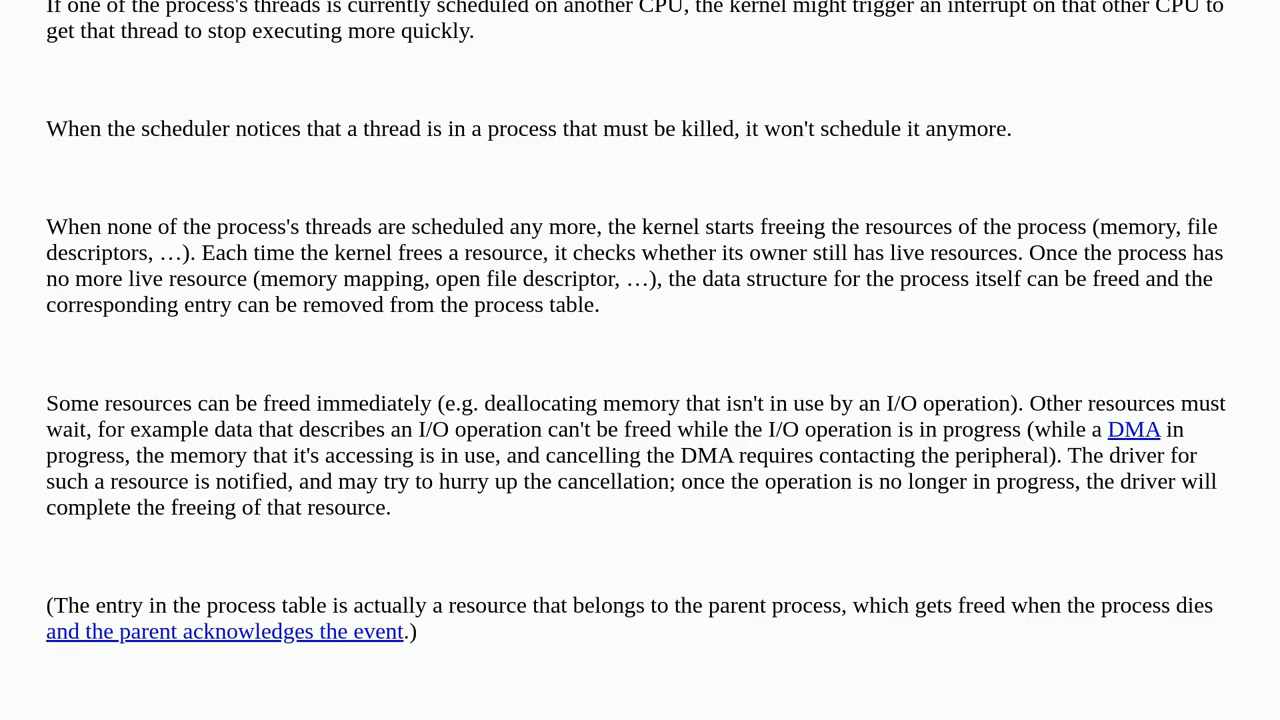 If one of the process's threads is currently scheduled on another CPU, the kernel might trigger an interrupt on that other CPU to
get that thread to stop executing more quickly.
When the scheduler notices that a thread is in a process that must be killed, it won't schedule it anymore.
When none of the process's threads are scheduled any more, the kernel starts freeing the resources of the process (memory, file
descriptors, …). Each time the kernel frees a resource, it checks whether its owner still has live resources. Once the process has
no more live resource (memory mapping, open file descriptor, …), the data structure for the process itself can be freed and the
corresponding entry can be removed from the process table.
Some resources can be freed immediately (e.g. deallocating memory that isn't in use by an I/O operation). Other resources must
wait, for example data that describes an I/O operation can't be freed while the I/O operation is in progress (while a DMA in
progress, the memory that it's accessing is in use, and cancelling the DMA requires contacting the peripheral). The driver for
such a resource is notified, and may try to hurry up the cancellation; once the operation is no longer in progress, the driver will
complete the freeing of that resource.
(The entry in the process table is actually a resource that belongs to the parent process, which gets freed when the process dies
and the parent acknowledges the event.)